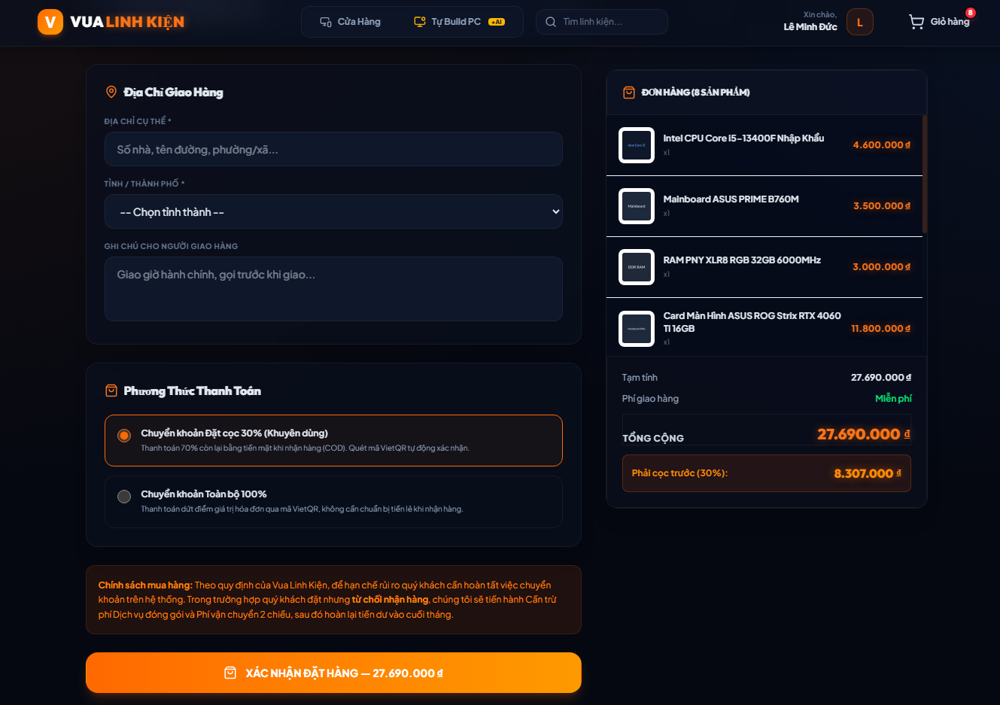 V VUA LINH KIỆN
Cửa Hàng
Tự Build PC +AI
Tìm linh kiện...
Xin chào,
Lê Minh Đức
L
Giỏ hàng
8
Địa Chỉ Giao Hàng
ĐỊA CHỈ CỤ THỂ *
Số nhà, tên đường, phường/xã...
TỈNH / THÀNH PHỐ *
-- Chọn tỉnh thành --
GHI CHÚ CHO NGƯỜI GIAO HÀNG
Giao giờ hành chính, gọi trước khi giao...
Phương Thức Thanh Toán
Chuyển khoản Đặt cọc 30% (Khuyên dùng)
Thanh toán 70% còn lại bằng tiền mặt khi nhận hàng (COD). Quét mã VietQR tự động xác nhận.
Chuyển khoản Toàn bộ 100%
Thanh toán dứt điểm giá trị hóa đơn qua mã VietQR, không cần chuẩn bị tiền lẻ khi nhận hàng.
Chính sách mua hàng: Theo quy định của Vua Linh Kiện, để hạn chế rủi ro quý khách cần hoàn tất việc chuyển
khoản trên hệ thống. Trong trường hợp quý khách đặt nhưng từ chối nhận hàng, chúng tôi sẽ tiến hành Cấn trừ
phí Dịch vụ đóng gói và Phí vận chuyển 2 chiều, sau đó hoàn lại tiền dư vào cuối tháng.
XÁC NHẬN ĐẶT HÀNG — 27.690.000 ₫
ĐƠN HÀNG (8 SẢN PHẨM)
Intel Core i5
Intel CPU Core i5-13400F Nhập Khẩu
x1
4.600.000 ₫
Mainboard
Mainboard ASUS PRIME B760M
x1
3.500.000 ₫
DDR RAM
RAM PNY XLR8 RGB 32GB 6000MHz
x1
3.000.000 ₫
Mainboard ROG
Card Màn Hình ASUS ROG Strix RTX 4060
Ti 16GB
x1
11.800.000 ₫
Tạm tính
27.690.000 ₫
Phí giao hàng
Miễn phí
TỔNG CỘNG
27.690.000 ₫
Phải cọc trước (30%):
8.307.000 ₫